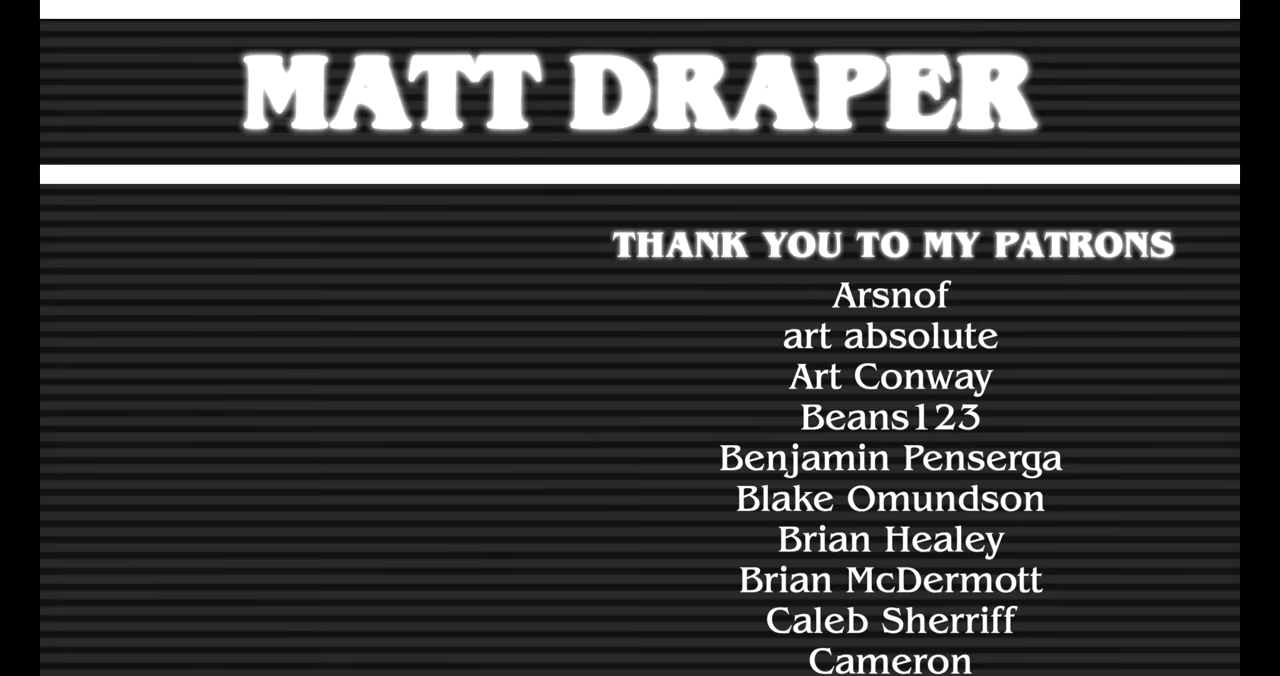 MATT DRAPER
THANK YOU TO MY PATRONS
Arsnof
art absolute
Art Conway
Beans123
Benjamin Penserga
Blake Omundson
Brian Healey
Brian McDermott
Caleb Sherriff
Cameron